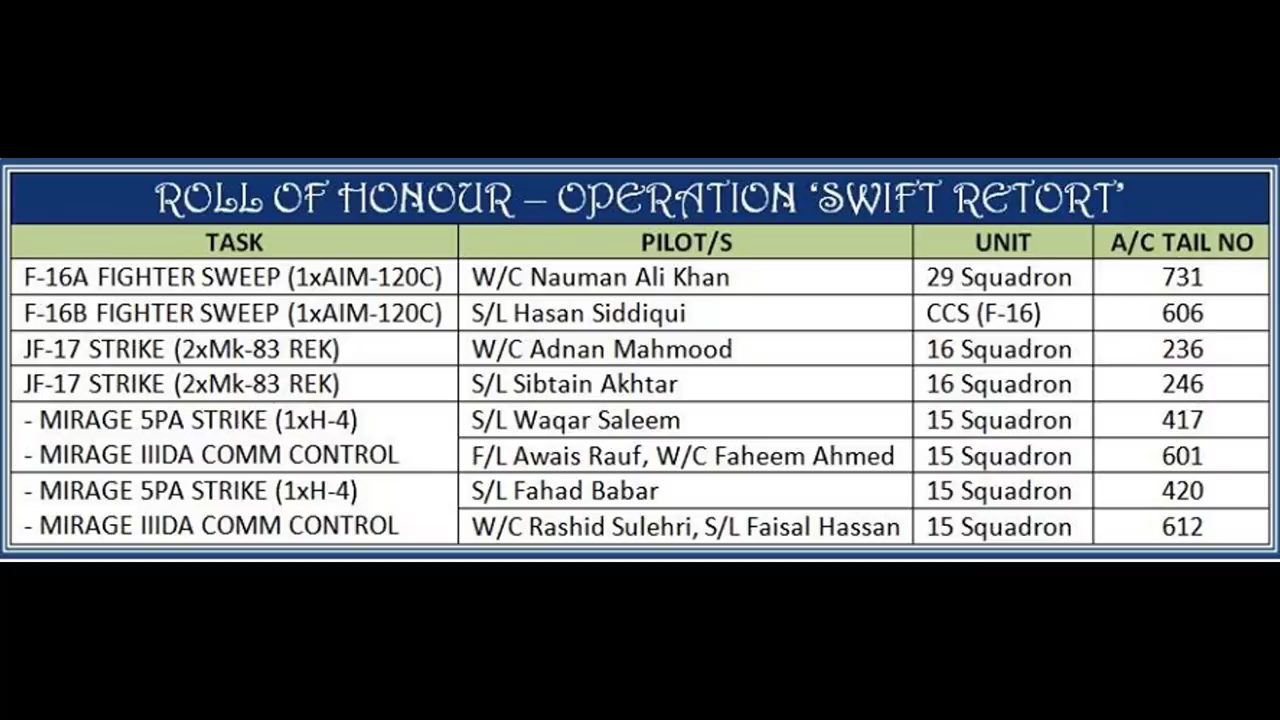 ROLL OF HONOUR – OPERATION 'SWIFT RETORT'
TASK PILOT/S UNIT A/C TAIL NO
F-16A FIGHTER SWEEP (1xAIM-120C) W/C Nauman Ali Khan 29 Squadron 731
F-16B FIGHTER SWEEP (1xAIM-120C) S/L Hasan Siddiqui CCS (F-16) 606
JF-17 STRIKE (2xMk-83 REK) W/C Adnan Mahmood 16 Squadron 236
JF-17 STRIKE (2xMk-83 REK) S/L Sibtain Akhtar 16 Squadron 246
- MIRAGE 5PA STRIKE (1xH-4) S/L Waqar Saleem 15 Squadron 417
- MIRAGE IIIDA COMM CONTROL F/L Awais Rauf, W/C Faheem Ahmed 15 Squadron 601
- MIRAGE 5PA STRIKE (1xH-4) S/L Fahad Babar 15 Squadron 420
- MIRAGE IIIDA COMM CONTROL W/C Rashid Sulehri, S/L Faisal Hassan 15 Squadron 612